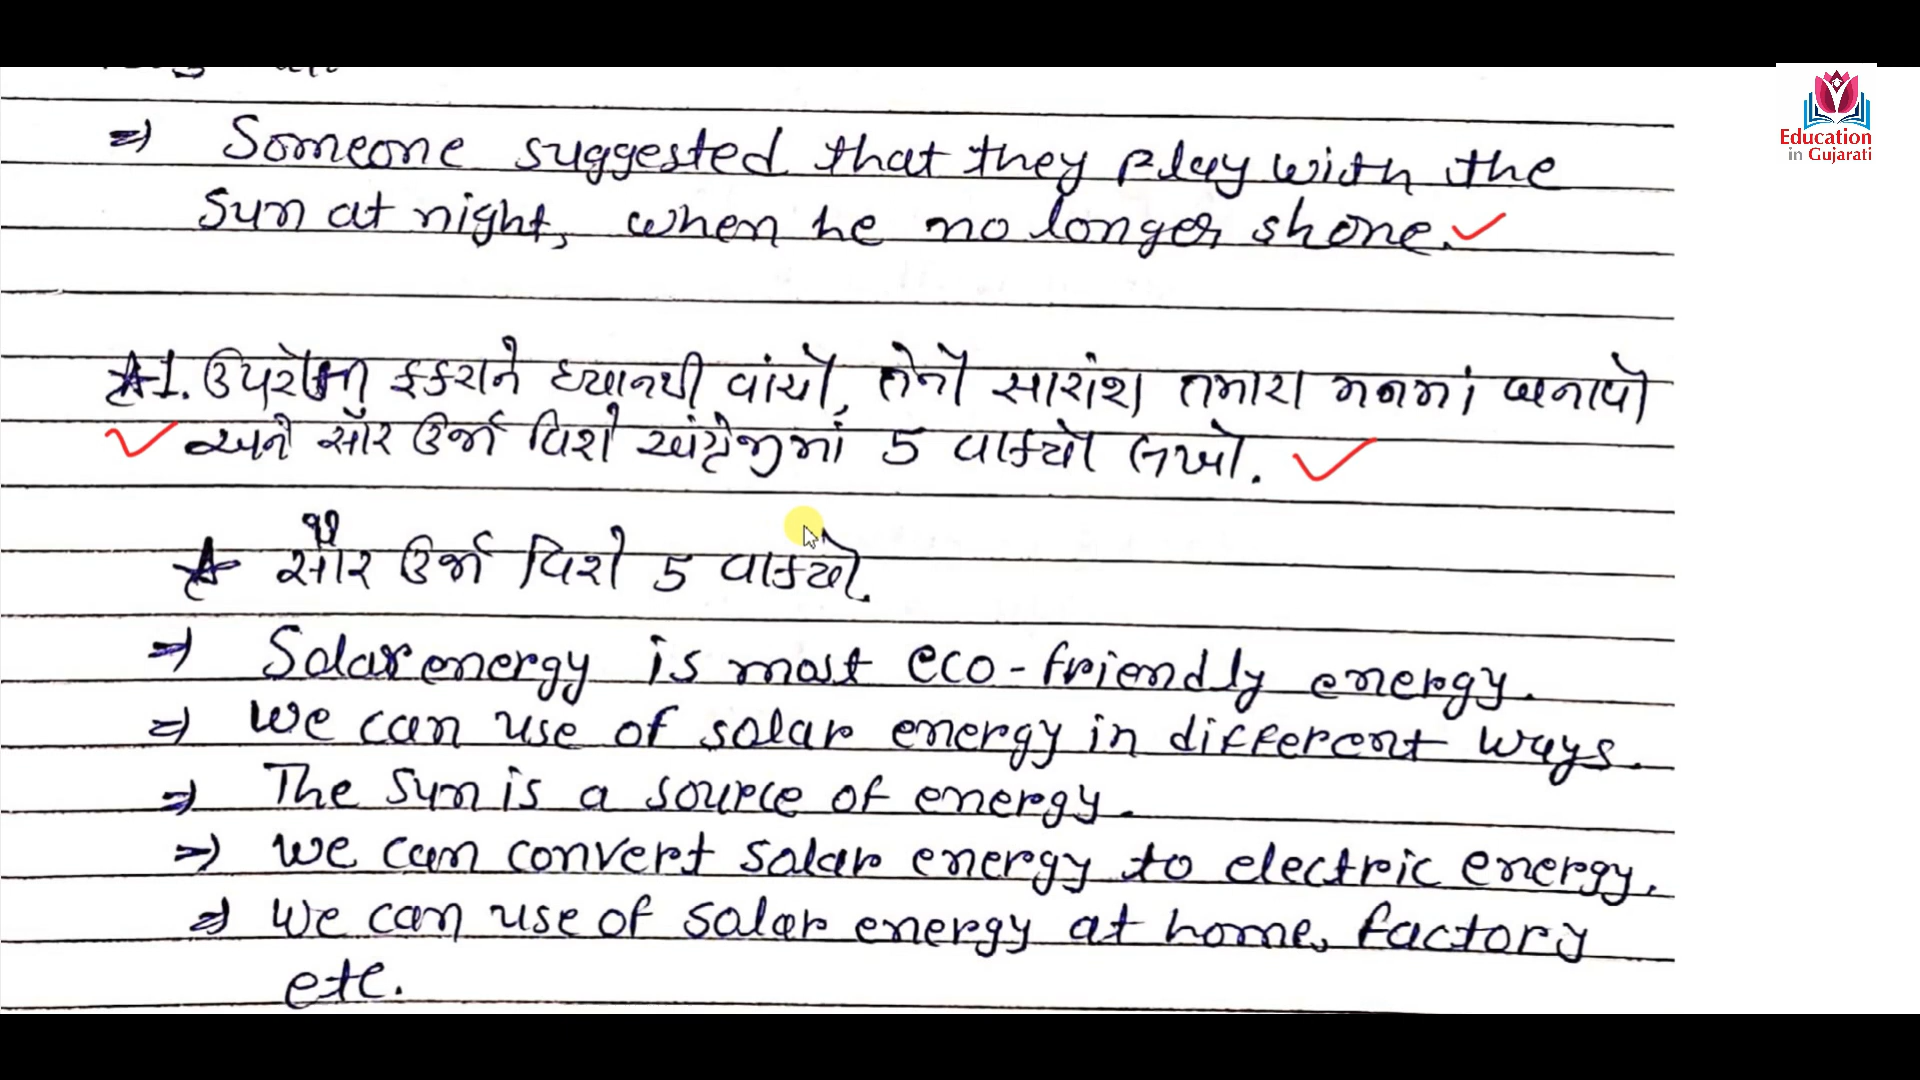 ⇒ Someone suggested that they play with the
Sun at night, when he no longer shone.
Education
in Gujarati
1. ઉપરોક્ત ફકરાને ધ્યાનથી વાંચો, તેનો સારાંશ તમારા મનમાં બનાવો
અને સૌર ઉર્જા વિશે અંગ્રેજીમાં 5 વાક્યો લખો.
સૌર ઉર્જા વિશે 5 વાક્યો.
⇒ Solar energy is most eco-friendly energy.
⇒ We can use of solar energy in different ways.
⇒ The Sun is a source of energy.
⇒ We can convert solar energy to electric energy.
⇒ We can use of solar energy at home, factory
etc.